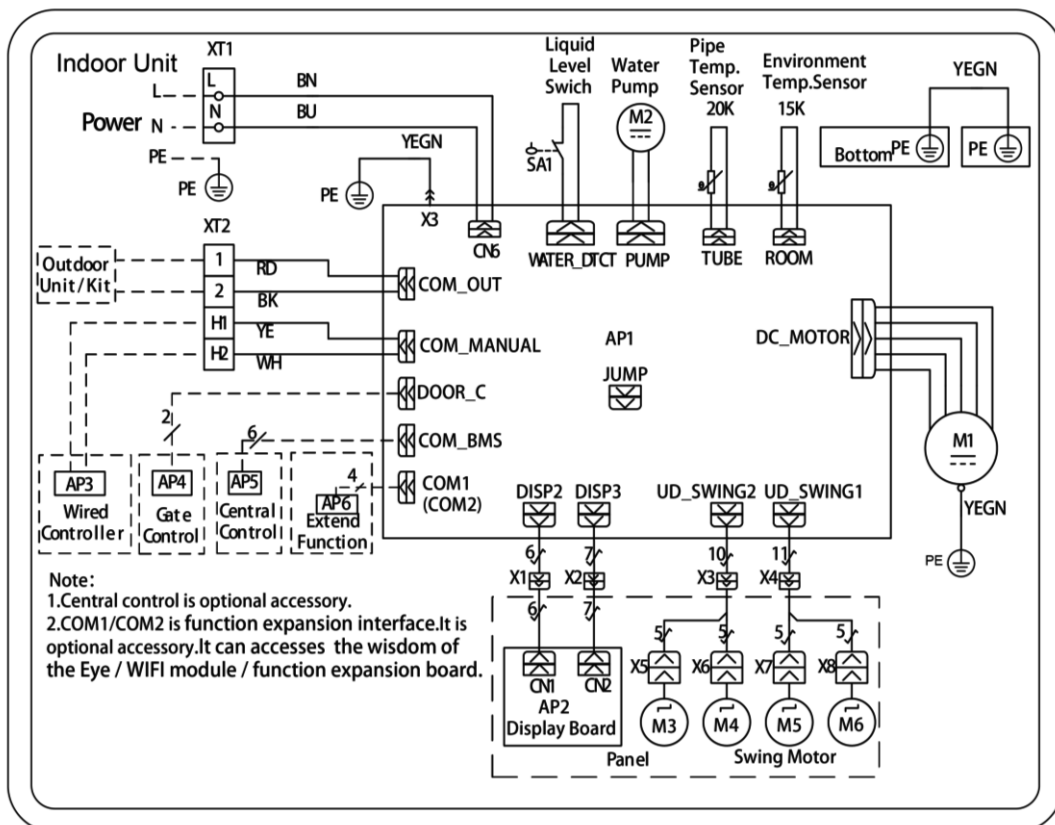 Indoor Unit
XT1
L
L
BN
N
BU
Power N
PE
PE
YEGN
PE
X3
CN6
Liquid
Level
Swich
SA1
Water
Pump
M2
Pipe
Temp.
Sensor
20K
Environment
Temp.Sensor
15K
YEGN
Bottom PE
PE
WATER_DTCT
PUMP
TUBE
ROOM
XT2
Outdoor
Unit/Kit
1
RD
2
BK
H1
YE
H2
WH
COM_OUT
COM_MANUAL
DOOR_C
COM_BMS
COM1
(COM2)
AP1
JUMP
DC_MOTOR
M1
YEGN
PE
2
6
4
AP3
Wired
Controller
AP4
Gate
Control
AP5
Central
Control
AP6
Extend
Function
DISP2
DISP3
UD_SWING2
UD_SWING1
6
7
10
11
X1
X2
X3
X4
6
7
5
5
5
5
X5
X6
X7
X8
CN1
CN2
AP2
Display Board
M3
M4
M5
M6
Panel
Swing Motor
Note:
1.Central control is optional accessory.
2.COM1/COM2 is function expansion interface.It is
optional accessory.It can accesses the wisdom of
the Eye / WIFI module / function expansion board.